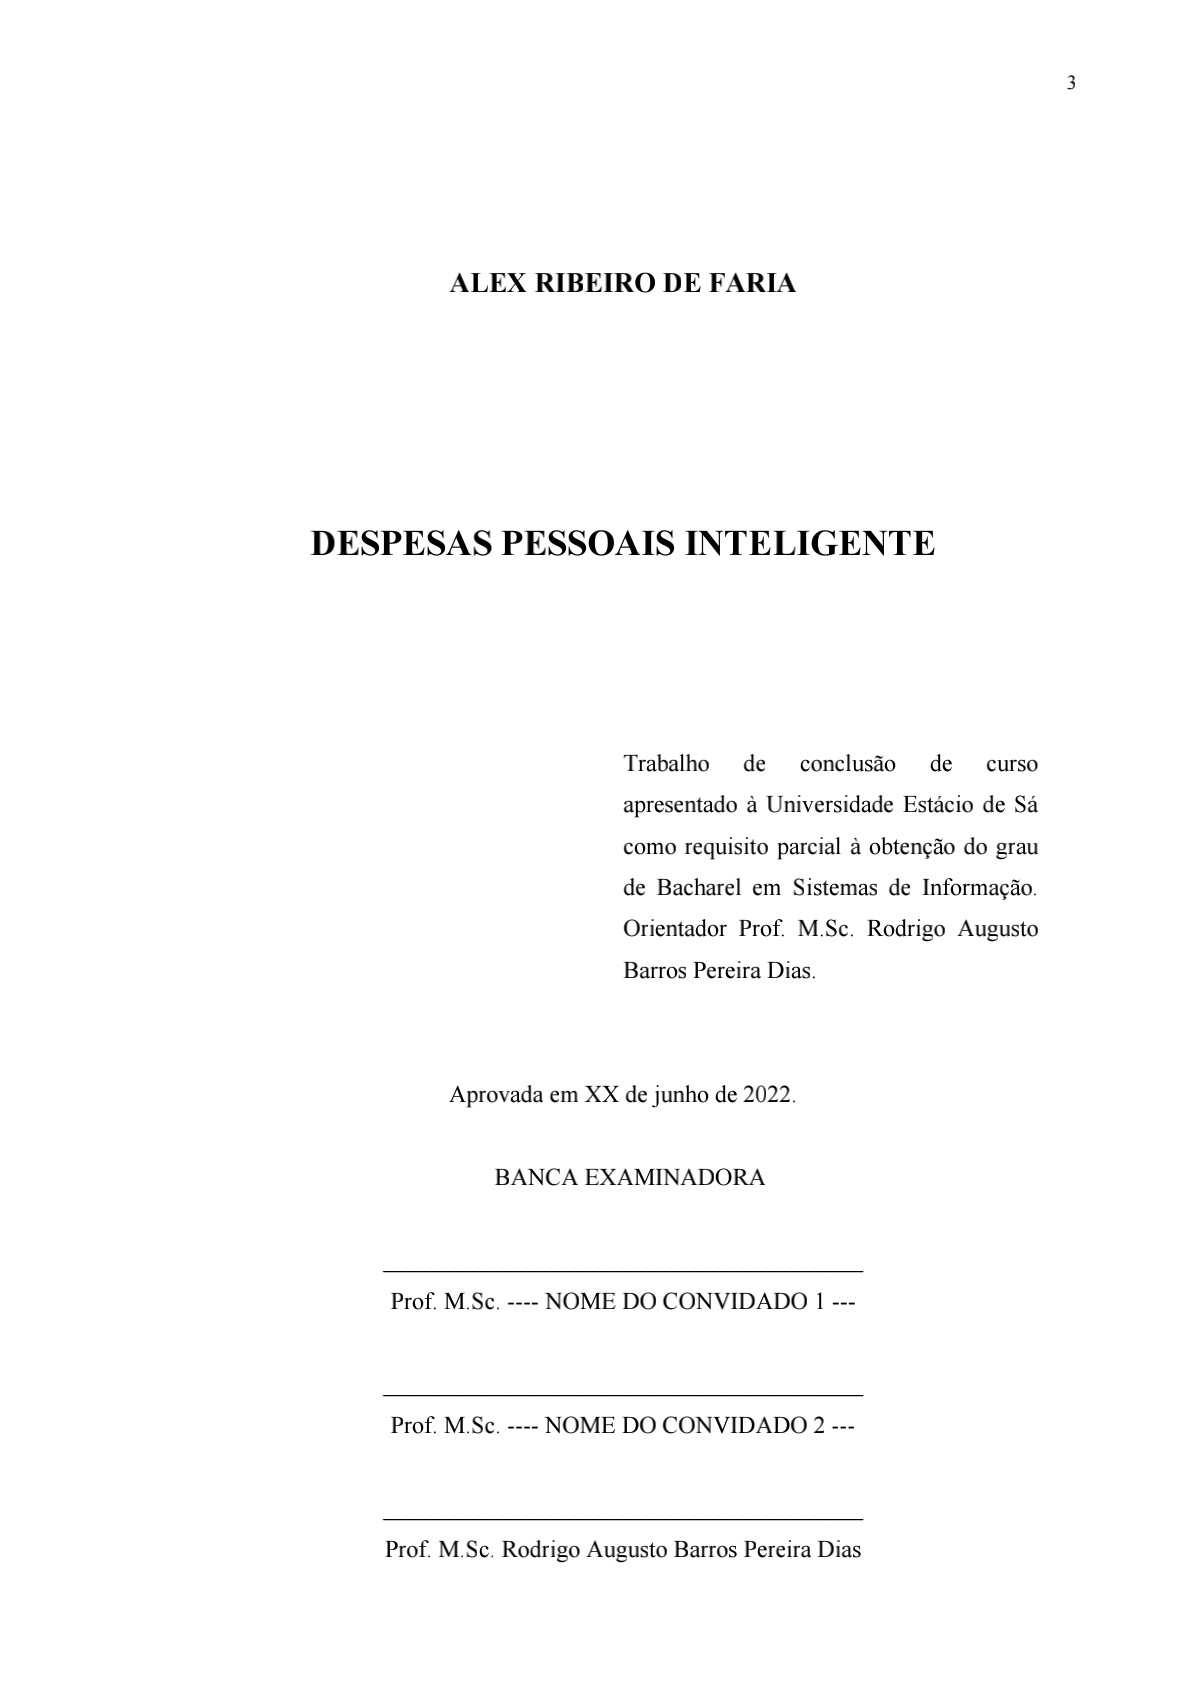 3
ALEX RIBEIRO DE FARIA
DESPESAS PESSOAIS INTELIGENTE
Trabalho de conclusão de curso
apresentado à Universidade Estácio de Sá
como requisito parcial à obtenção do grau
de Bacharel em Sistemas de Informação.
Orientador Prof. M.Sc. Rodrigo Augusto
Barros Pereira Dias.
Aprovada em XX de junho de 2022.
BANCA EXAMINADORA
Prof. M.Sc. ---- NOME DO CONVIDADO 1 ---
Prof. M.Sc. ---- NOME DO CONVIDADO 2 ---
Prof. M.Sc. Rodrigo Augusto Barros Pereira Dias